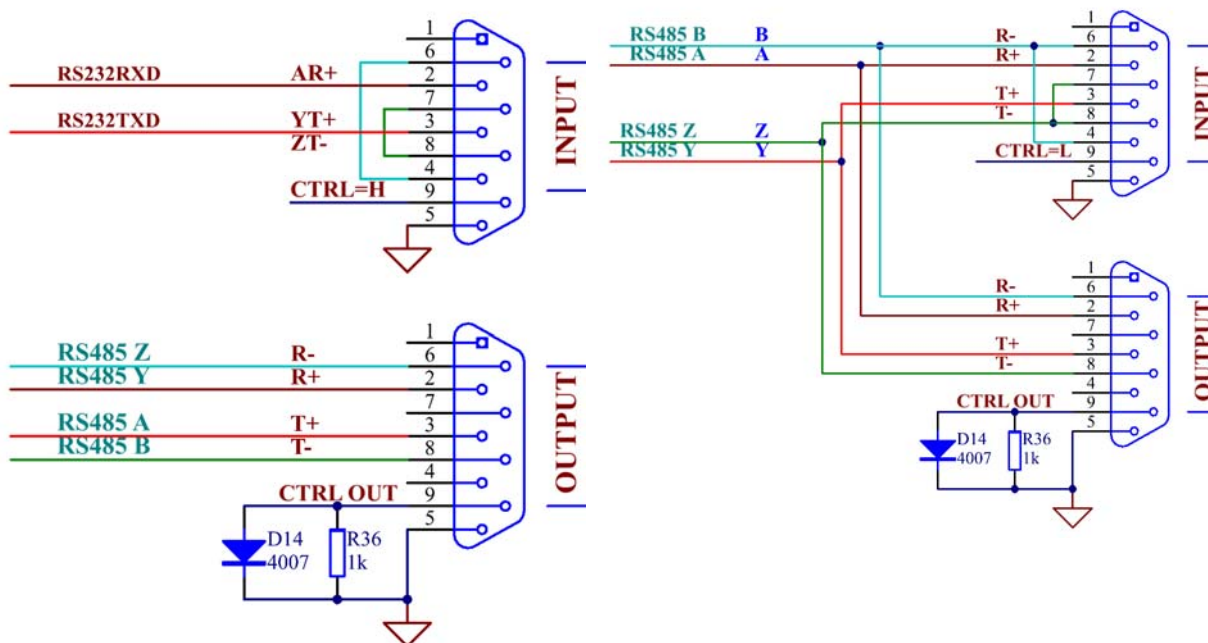 1
6
RS232RXD AR+ 2
7
RS232TXD YT+ 3
ZT- 8
4
CTRL=H 9
5
INPUT
1
RS485 Z R- 6
RS485 Y R+ 2
7
RS485 A T+ 3
RS485 B T- 8
4
CTRL OUT 9
5
OUTPUT
D14
4007
R36
1k
1
RS485 B B R- 6
RS485 A A R+ 2
7
T+ 3
T- 8
RS485 Z Z 4
RS485 Y Y CTRL=L 9
5
INPUT
1
R- 6
R+ 2
7
T+ 3
T- 8
4
CTRL OUT 9
5
OUTPUT
D14
4007
R36
1k